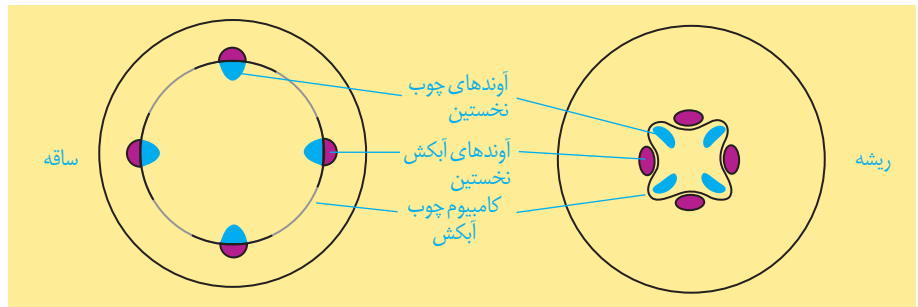 آوندهای چوب
نخستین
آوندهای آبکش
نخستین
کامبیوم چوب
آبکش
ریشه
ساقه